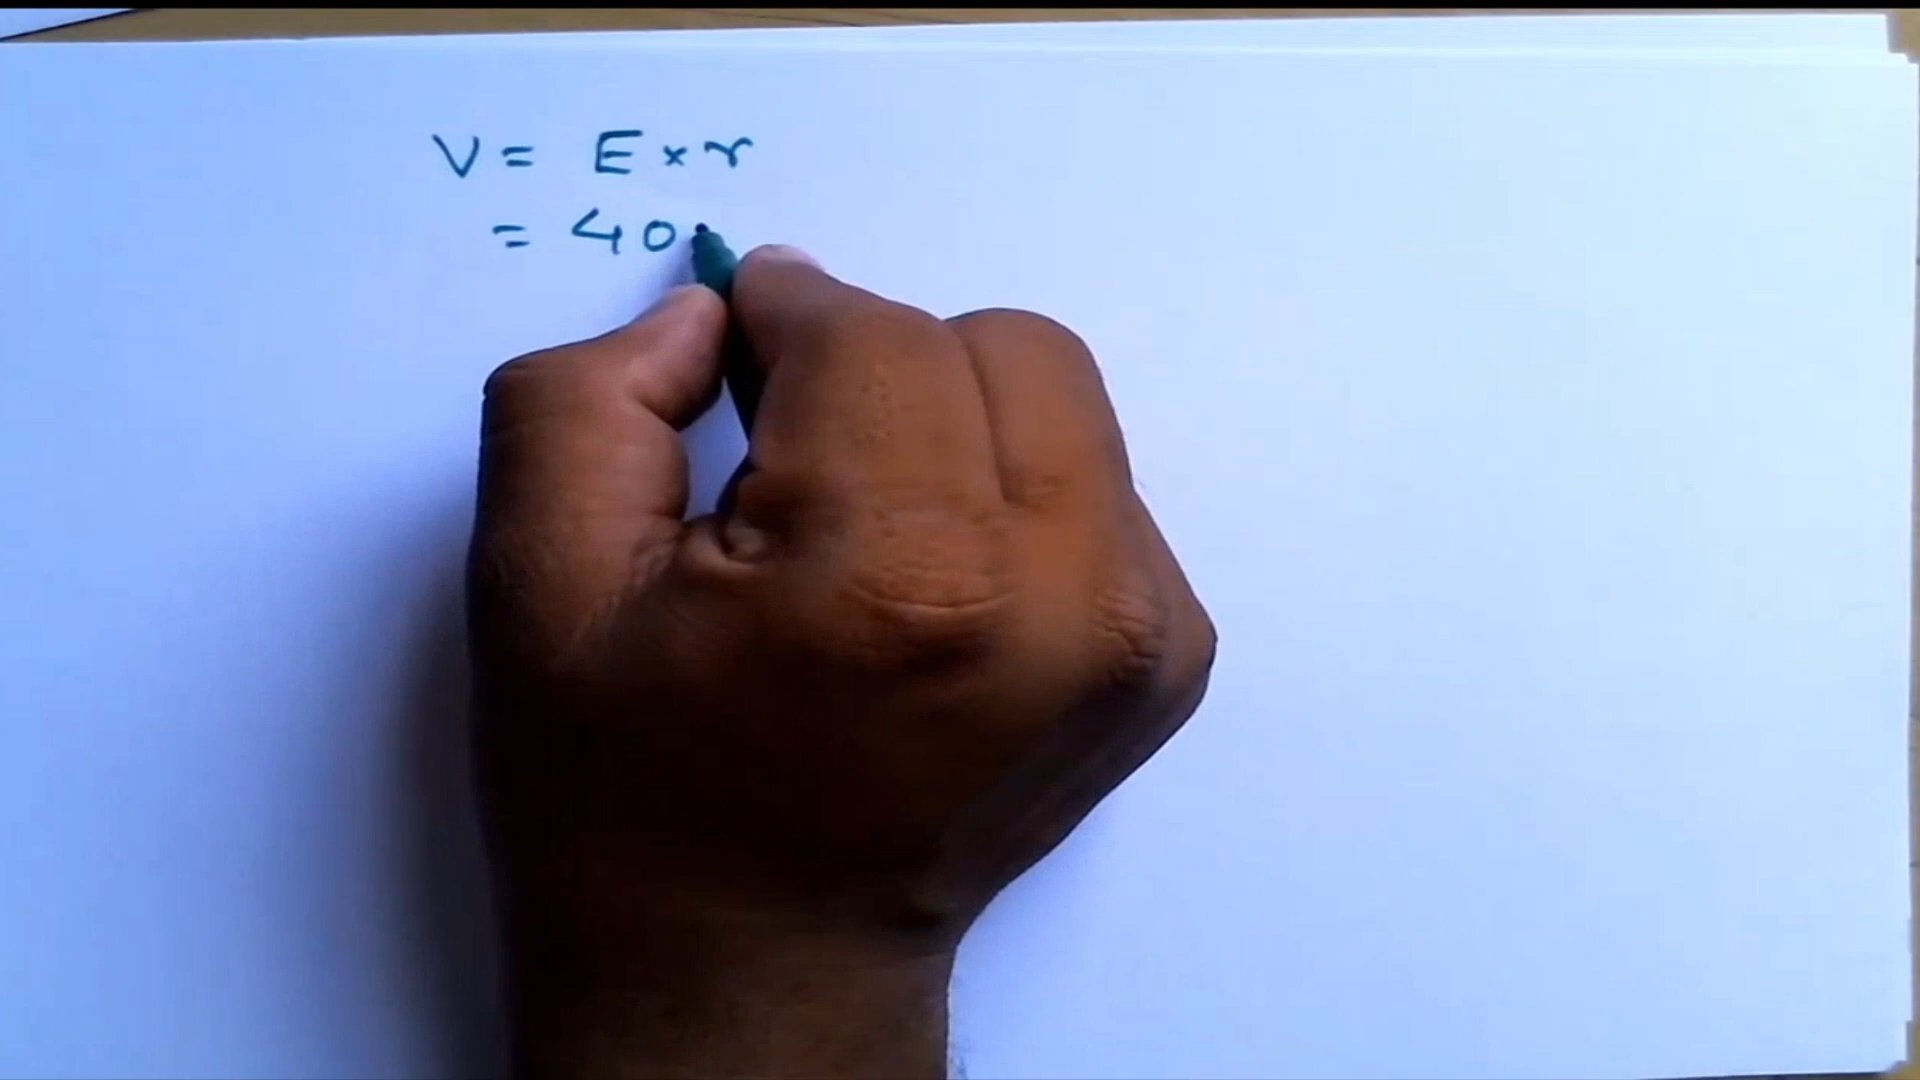 V = E × r
= 40